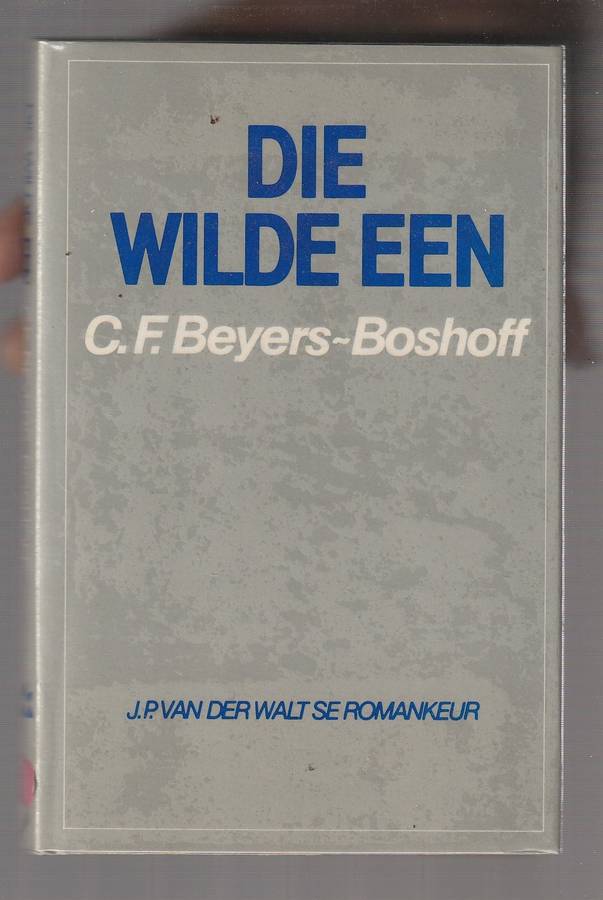 DIE
WILDE EEN
C.F. Beyers~Boshoff
J.P. VAN DER WALT SE ROMANKEUR